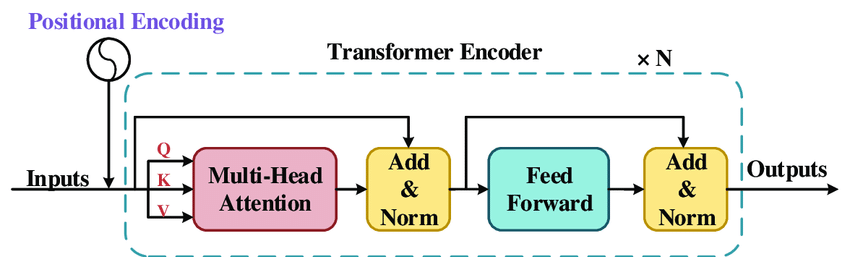 Positional Encoding
Transformer Encoder
× N
Inputs
Q
K
V
Multi-Head
Attention
Add
&
Norm
Feed
Forward
Add
&
Norm
Outputs